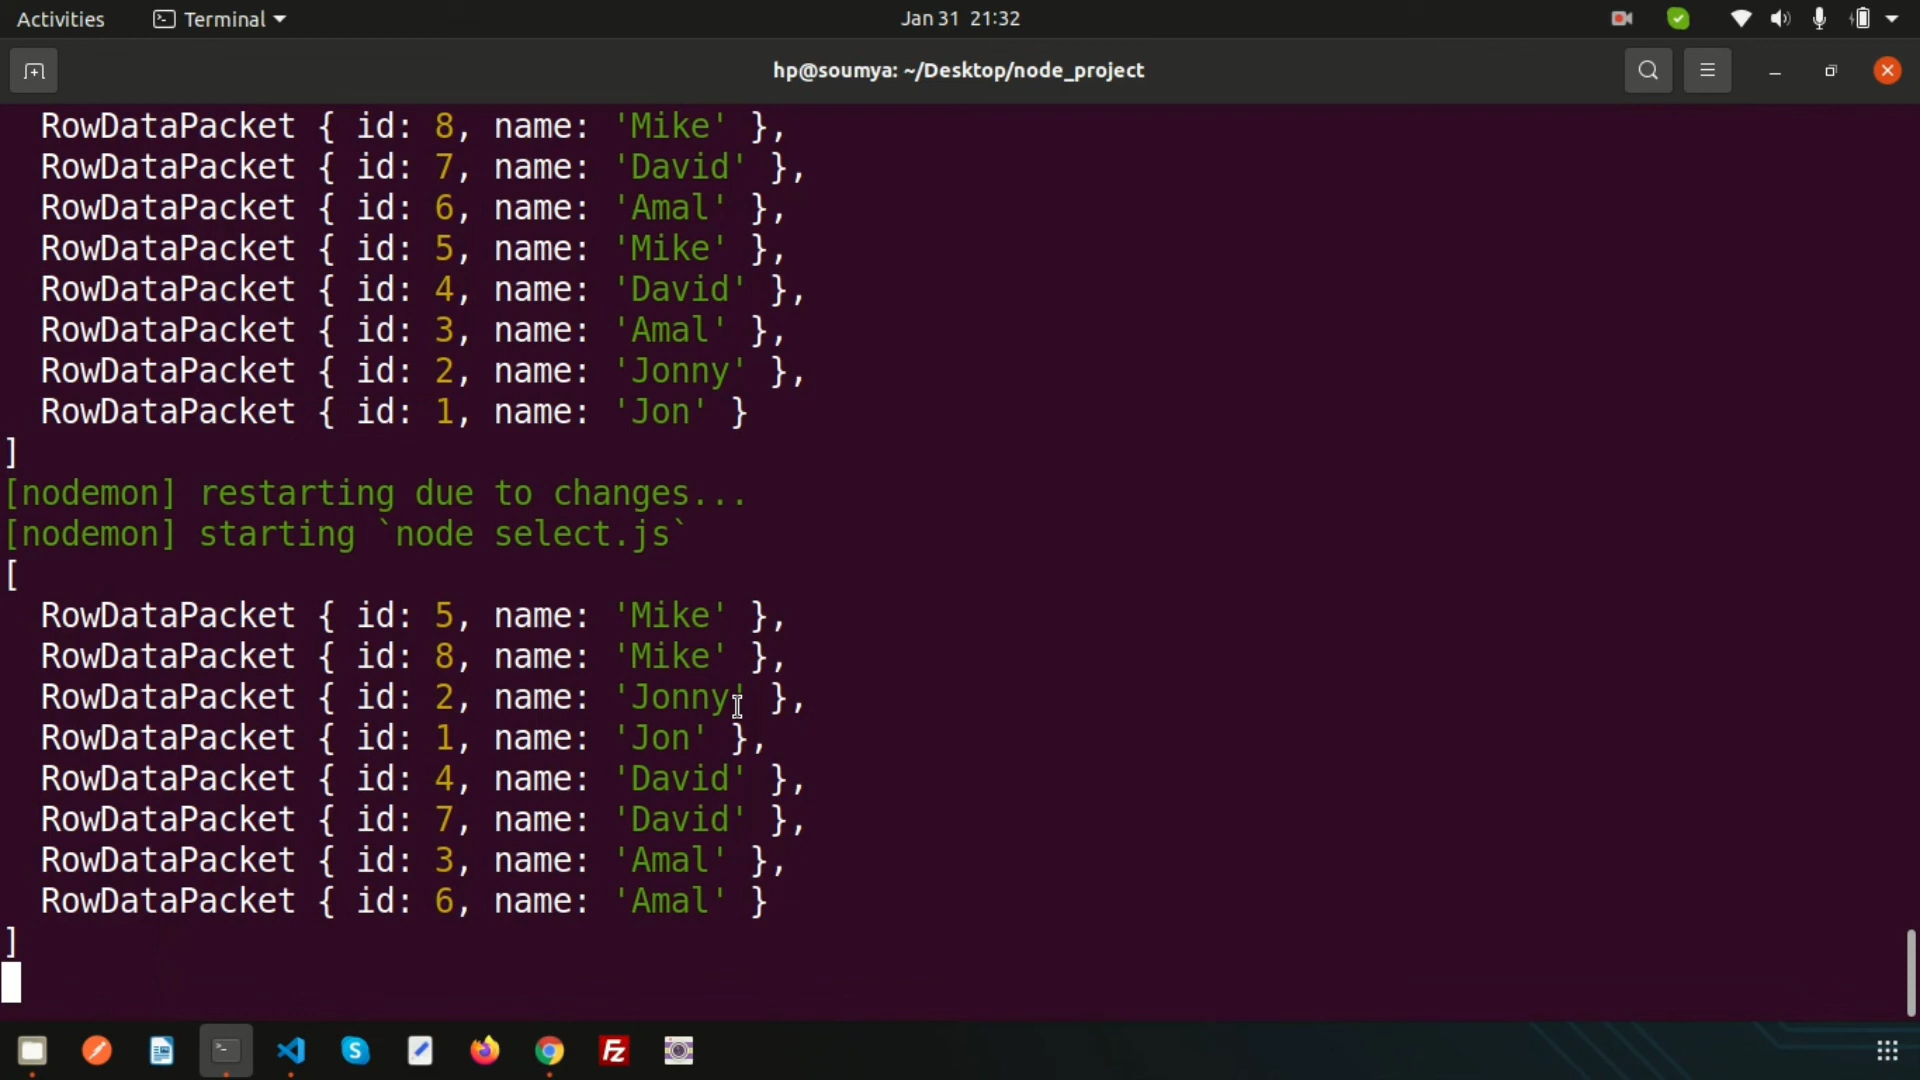 Activities Terminal Jan 31 21:32
hp@soumya: ~/Desktop/node_project
RowDataPacket { id: 8, name: 'Mike' },
RowDataPacket { id: 7, name: 'David' },
RowDataPacket { id: 6, name: 'Amal' },
RowDataPacket { id: 5, name: 'Mike' },
RowDataPacket { id: 4, name: 'David' },
RowDataPacket { id: 3, name: 'Amal' },
RowDataPacket { id: 2, name: 'Jonny' },
RowDataPacket { id: 1, name: 'Jon' }
]
[nodemon] restarting due to changes...
[nodemon] starting `node select.js`
[
RowDataPacket { id: 5, name: 'Mike' },
RowDataPacket { id: 8, name: 'Mike' },
RowDataPacket { id: 2, name: 'Jonny' },
RowDataPacket { id: 1, name: 'Jon' },
RowDataPacket { id: 4, name: 'David' },
RowDataPacket { id: 7, name: 'David' },
RowDataPacket { id: 3, name: 'Amal' },
RowDataPacket { id: 6, name: 'Amal' }
]